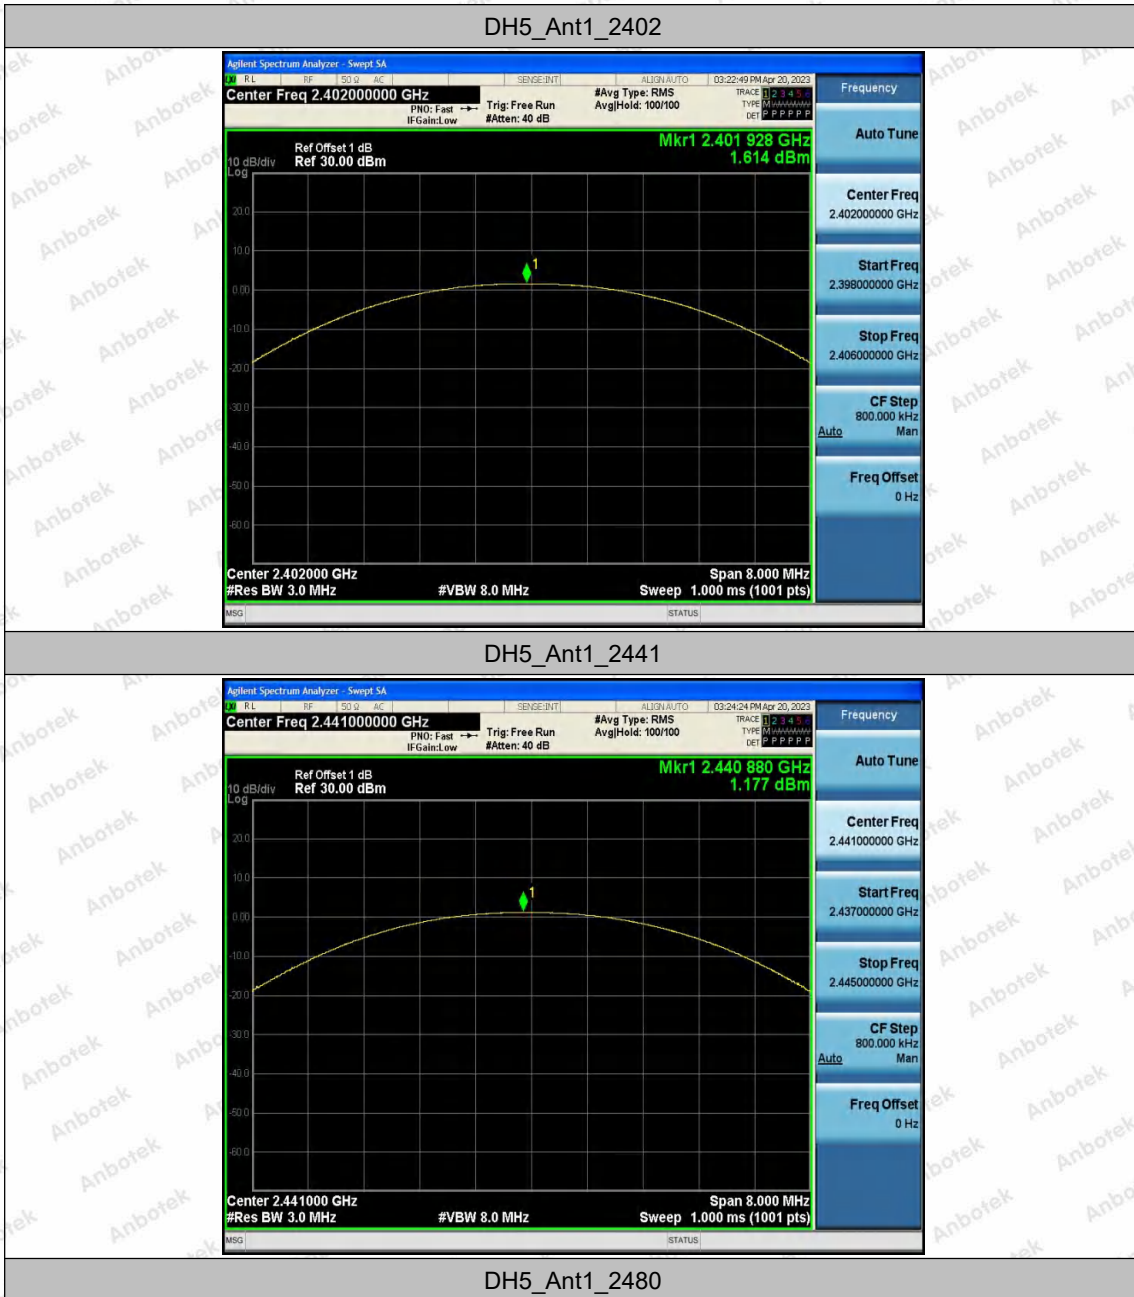 DH5_Ant1_2402
Agilent Spectrum Analyzer - Swept SA
RL RF 50 Ω AC SENSE:INT ALIGN AUTO 03:22:49 PM Apr 20, 2023
Center Freq 2.402000000 GHz
PNO: Fast
IFGain:Low
Trig: Free Run
#Atten: 40 dB
#Avg Type: RMS
Avg|Hold: 100/100
TRACE 1 2 3 4 5 6
TYPE M
DET P P P P P P
Frequency
Mkr1 2.401 928 GHz
1.614 dBm
Ref Offset 1 dB
10 dB/div Ref 30.00 dBm
Log
20.0
10.0
0.00
-10.0
-20.0
-30.0
-40.0
-50.0
-60.0
1
Center 2.402000 GHz Span 8.000 MHz
#Res BW 3.0 MHz #VBW 8.0 MHz Sweep 1.000 ms (1001 pts)
MSG STATUS
Auto Tune
Center Freq
2.402000000 GHz
Start Freq
2.398000000 GHz
Stop Freq
2.406000000 GHz
CF Step
800.000 kHz
Auto Man
Freq Offset
0 Hz
DH5_Ant1_2441
Agilent Spectrum Analyzer - Swept SA
RL RF 50 Ω AC SENSE:INT ALIGN AUTO 03:24:24 PM Apr 20, 2023
Center Freq 2.441000000 GHz
PNO: Fast
IFGain:Low
Trig: Free Run
#Atten: 40 dB
#Avg Type: RMS
Avg|Hold: 100/100
TRACE 1 2 3 4 5 6
TYPE M
DET P P P P P P
Frequency
Mkr1 2.440 880 GHz
1.177 dBm
Ref Offset 1 dB
10 dB/div Ref 30.00 dBm
Log
20.0
10.0
0.00
-10.0
-20.0
-30.0
-40.0
-50.0
-60.0
1
Center 2.441000 GHz Span 8.000 MHz
#Res BW 3.0 MHz #VBW 8.0 MHz Sweep 1.000 ms (1001 pts)
MSG STATUS
Auto Tune
Center Freq
2.441000000 GHz
Start Freq
2.437000000 GHz
Stop Freq
2.445000000 GHz
CF Step
800.000 kHz
Auto Man
Freq Offset
0 Hz
DH5_Ant1_2480
Anbotek